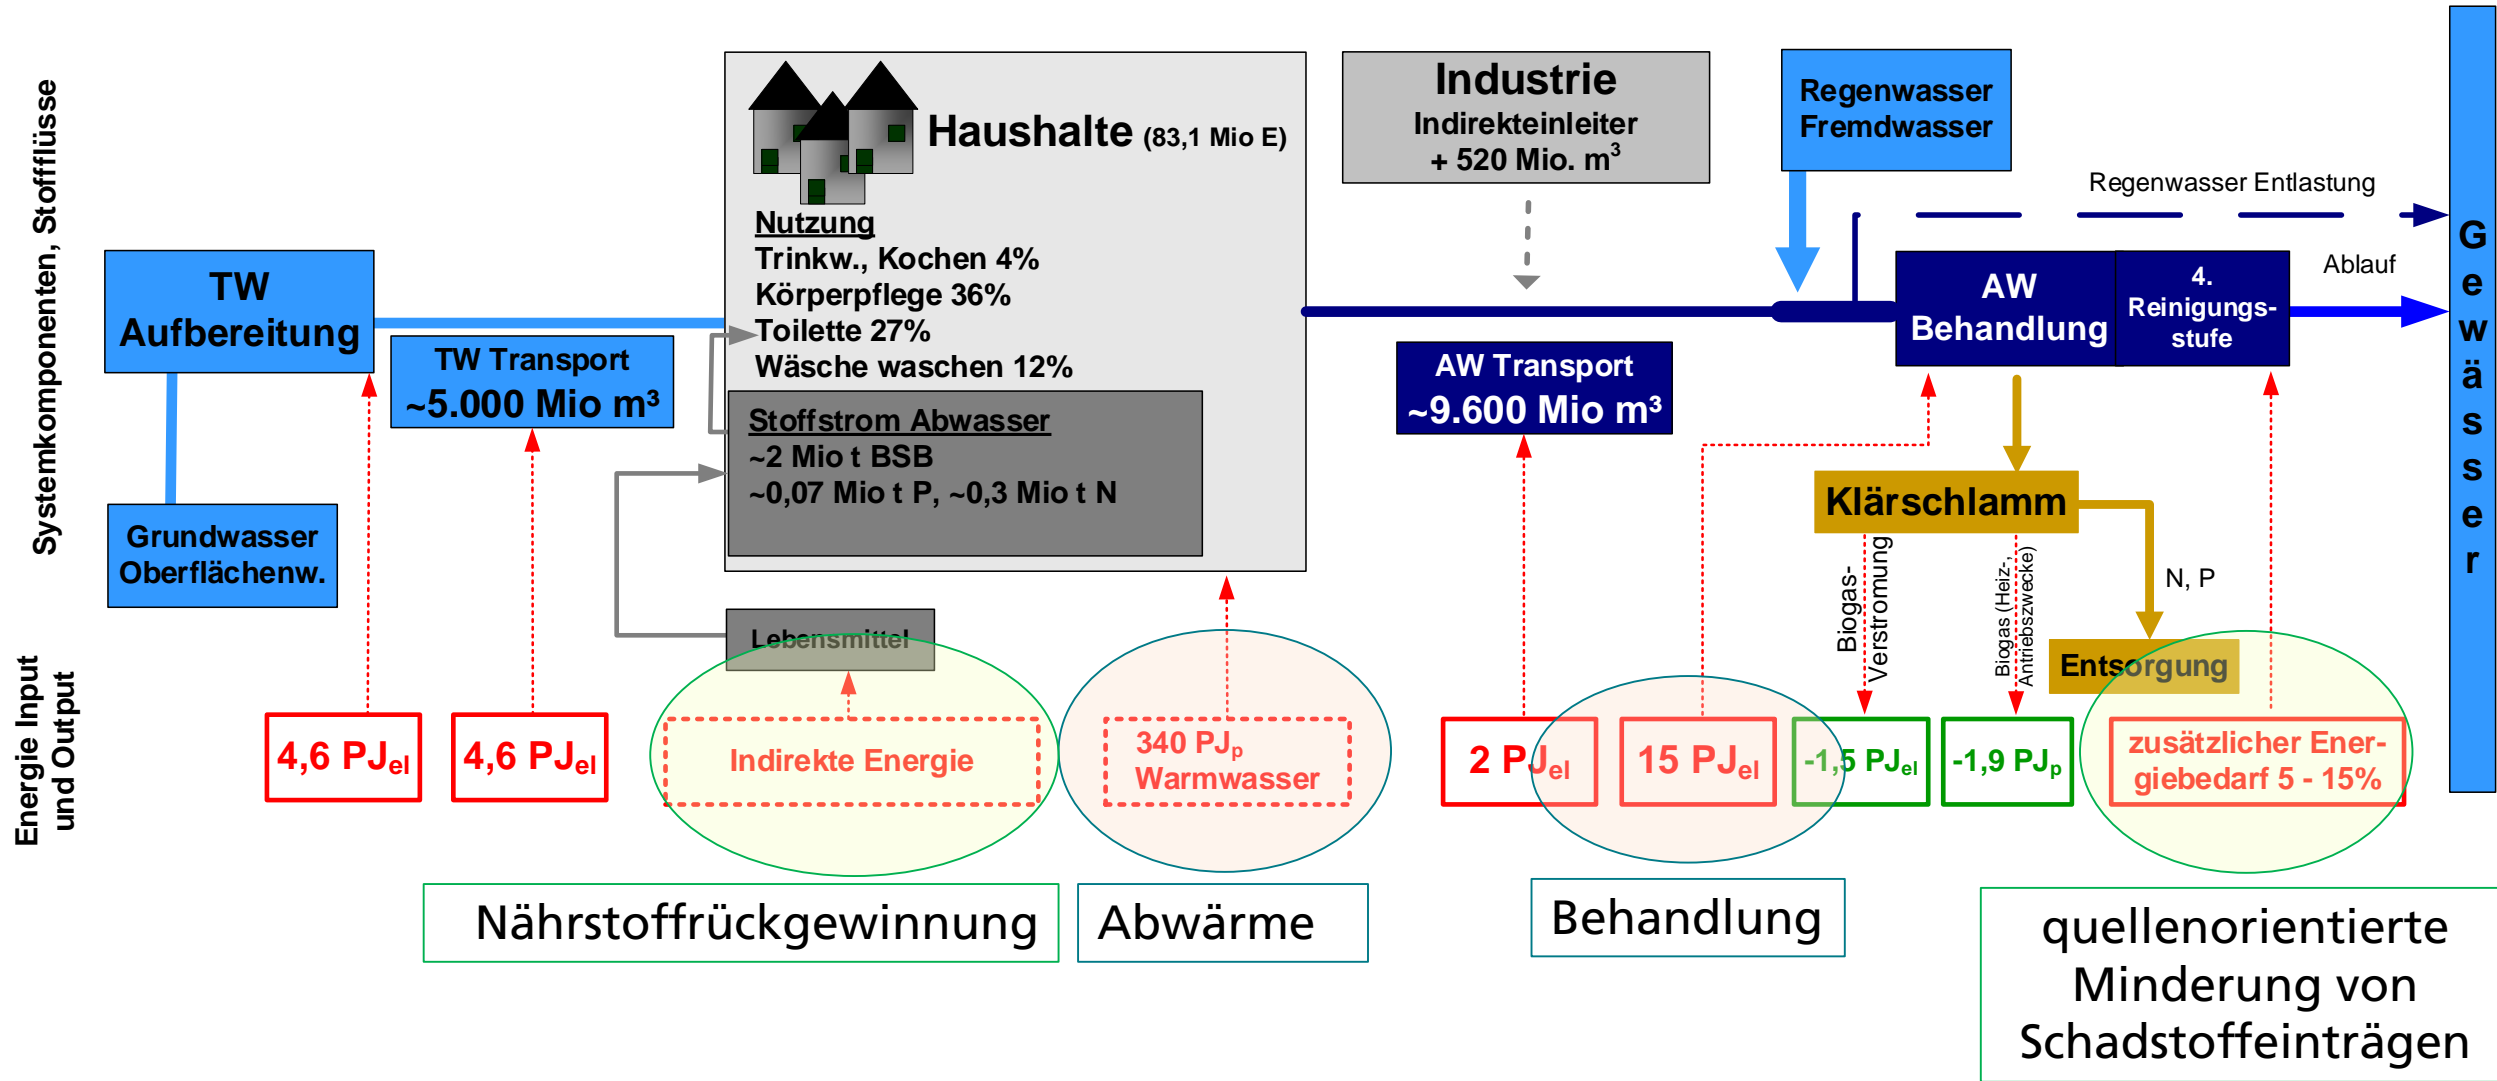 Systemkomponenten, Stoffflüsse
Energie Input
und Output
TW
Aufbereitung
Grundwasser
Oberflächenw.
TW Transport
~5.000 Mio m³
Haushalte (83,1 Mio E)
Nutzung
Trinkw., Kochen 4%
Körperpflege 36%
Toilette 27%
Wäsche waschen 12%
Stoffstrom Abwasser
~2 Mio t BSB
~0,07 Mio t P, ~0,3 Mio t N
Lebensmittel
Industrie
Indirekteinleiter
+ 520 Mio. m³
Regenwasser
Fremdwasser
Regenwasser Entlastung
AW Transport
~9.600 Mio m³
AW
Behandlung
4.
Reinigungs-
stufe
Ablauf
Gewässer
Klärschlamm
Biogas-
Verstromung
Biogas (Heiz-,
Antriebszwecke)
N, P
Entsorgung
4,6 PJel
4,6 PJel
Indirekte Energie
340 PJp
Warmwasser
2 PJel
15 PJel
-1,5 PJel
-1,9 PJp
zusätzlicher Ener-
giebedarf 5 - 15%
Nährstoffrückgewinnung
Abwärme
Behandlung
quellenorientierte
Minderung von
Schadstoffeinträgen